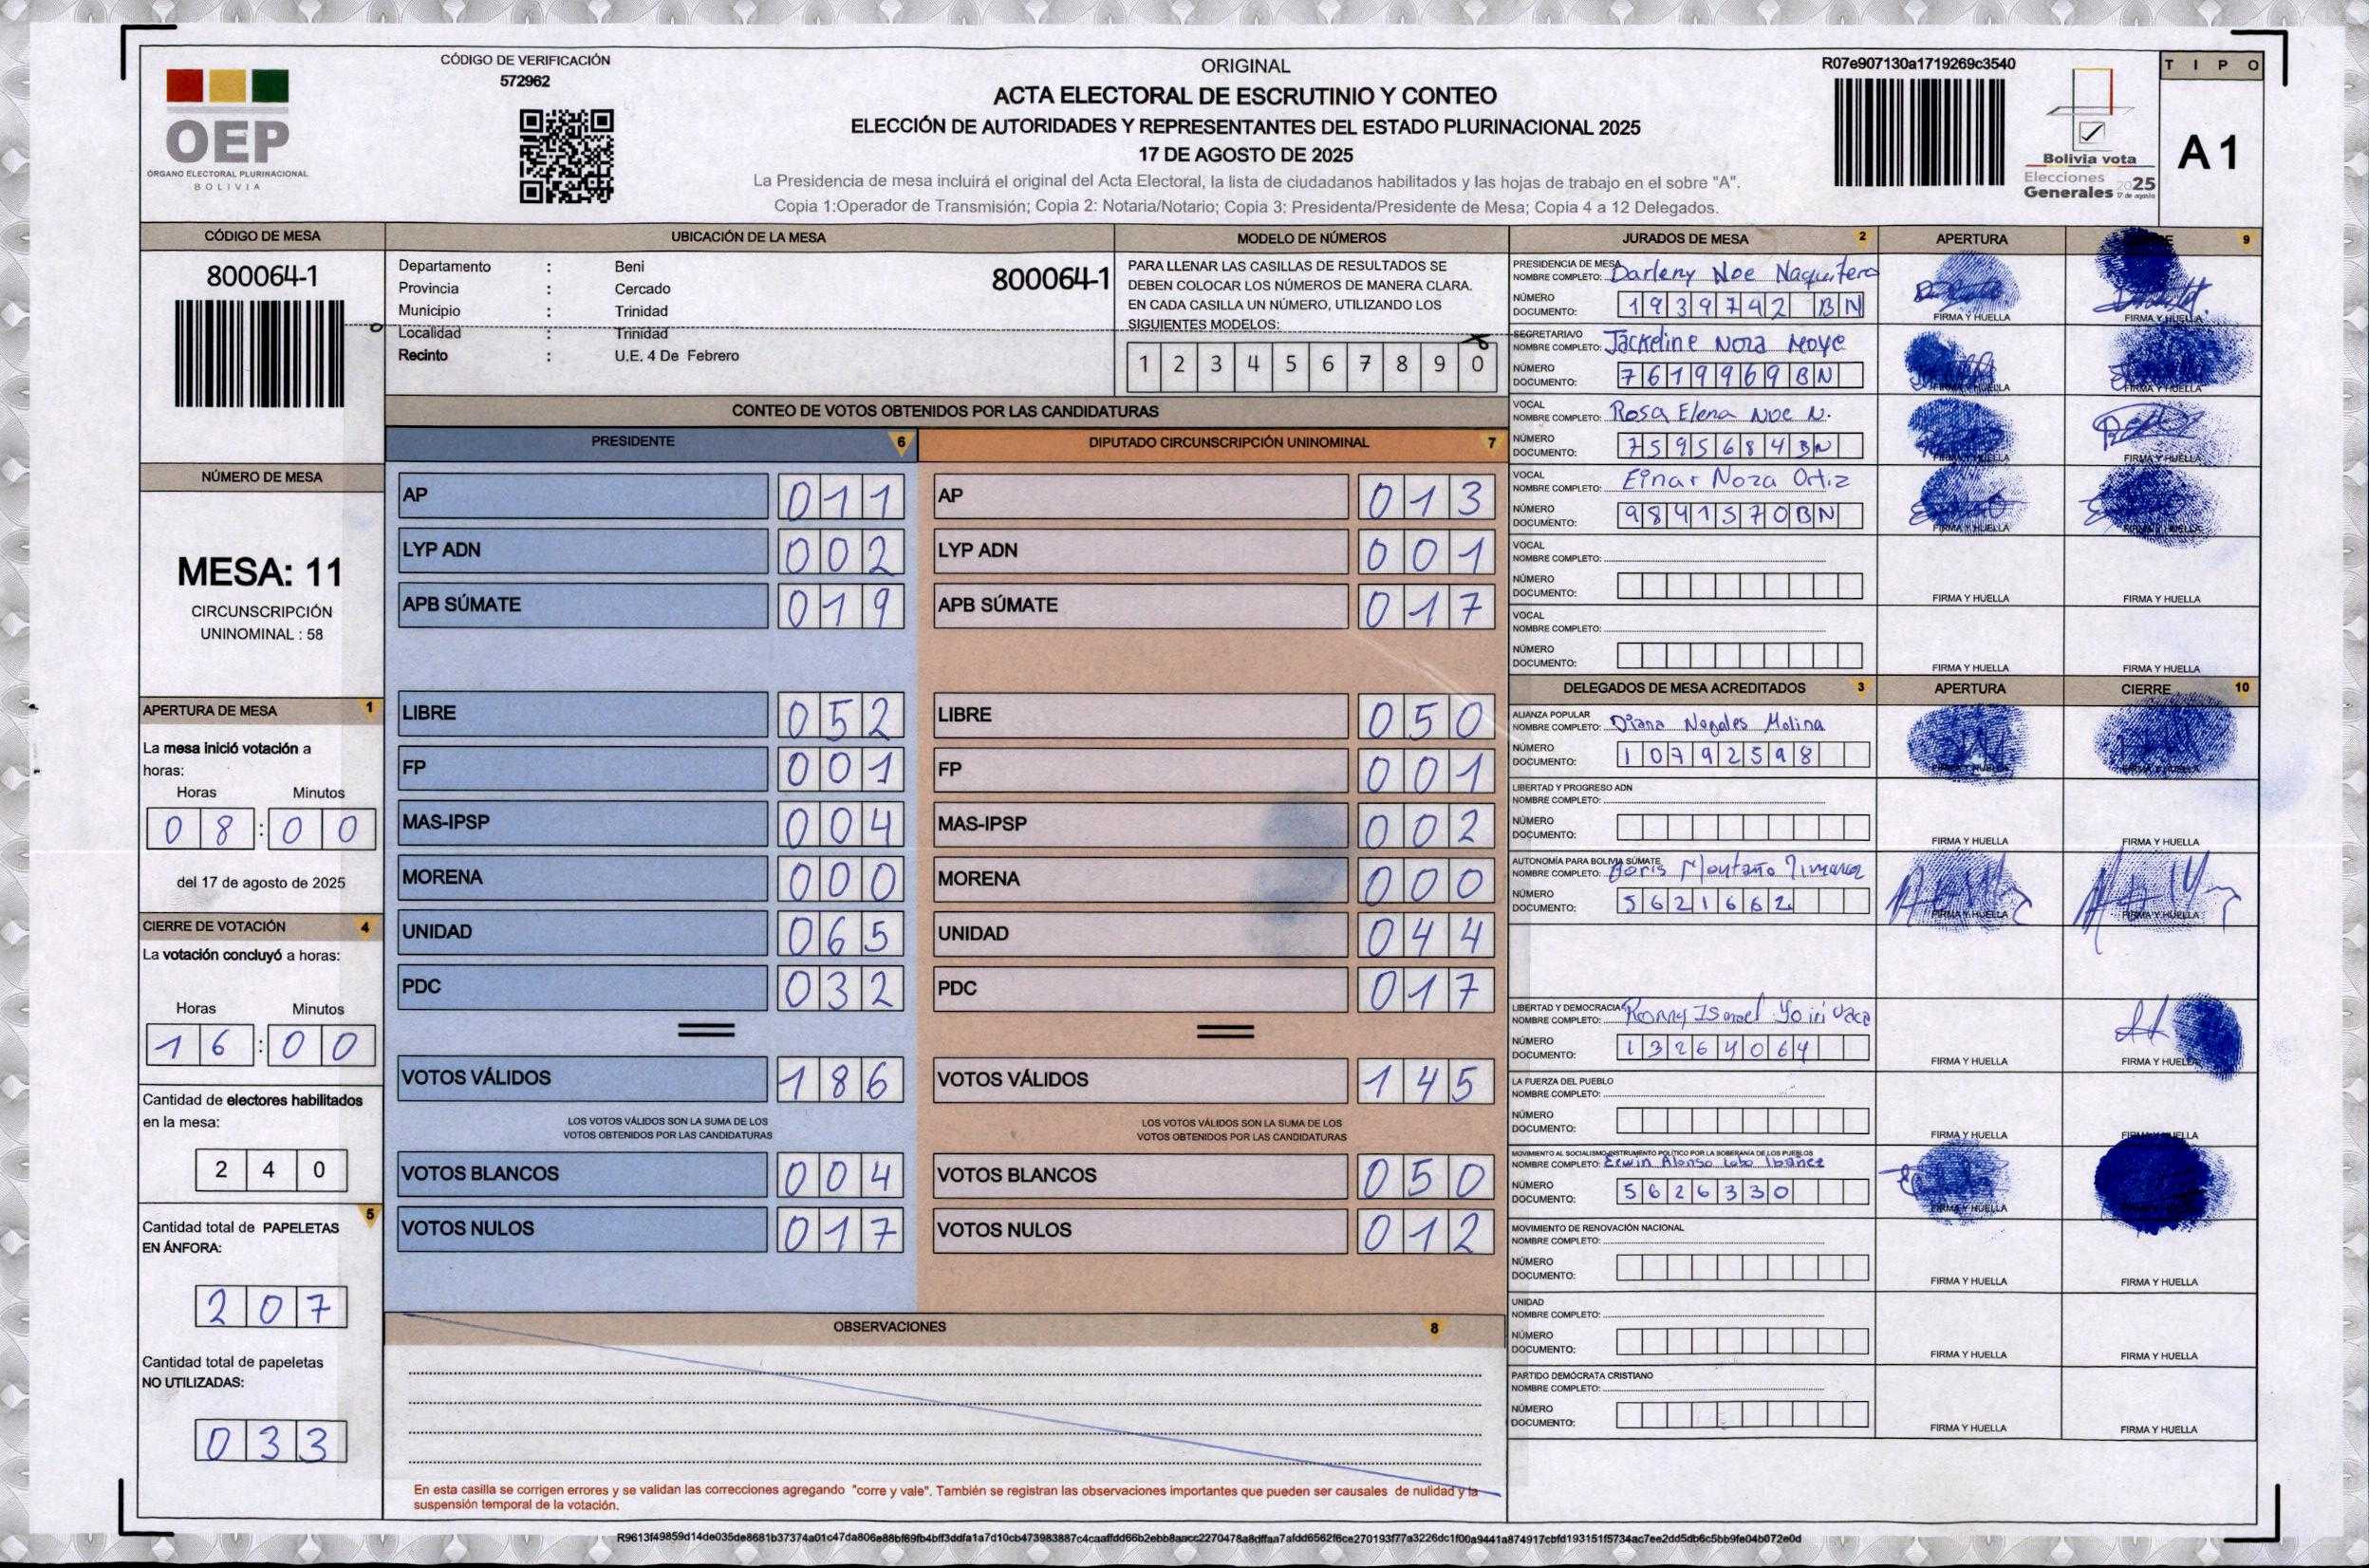 CÓDIGO DE VERIFICACIÓN
572962
OEP
ÓRGANO ELECTORAL PLURINACIONAL
BOLIVIA
ORIGINAL
ACTA ELECTORAL DE ESCRUTINIO Y CONTEO
ELECCIÓN DE AUTORIDADES Y REPRESENTANTES DEL ESTADO PLURINACIONAL 2025
17 DE AGOSTO DE 2025
La Presidencia de mesa incluirá el original del Acta Electoral, la lista de ciudadanos habilitados y las hojas de trabajo en el sobre "A".
Copia 1:Operador de Transmisión; Copia 2: Notaria/Notario; Copia 3: Presidenta/Presidente de Mesa; Copia 4 a 12 Delegados.
R07e907130a1719269c3540
Bolivia vota
Elecciones
Generales 2025
17 de agosto
TIPO
A1
CÓDIGO DE MESA
800064-1
NÚMERO DE MESA
MESA: 11
CIRCUNSCRIPCIÓN
UNINOMINAL : 58
APERTURA DE MESA 1
La mesa inició votación a
horas:
Horas Minutos
08:00
del 17 de agosto de 2025
CIERRE DE VOTACIÓN 4
La votación concluyó a horas:
Horas Minutos
16:00
Cantidad de electores habilitados
en la mesa:
240
5
Cantidad total de PAPELETAS
EN ÁNFORA:
207
Cantidad total de papeletas
NO UTILIZADAS:
033
UBICACIÓN DE LA MESA
Departamento : Beni 800064-1
Provincia : Cercado
Municipio : Trinidad
Localidad : Trinidad
Recinto : U.E. 4 De Febrero
MODELO DE NÚMEROS
PARA LLENAR LAS CASILLAS DE RESULTADOS SE
DEBEN COLOCAR LOS NÚMEROS DE MANERA CLARA.
EN CADA CASILLA UN NÚMERO, UTILIZANDO LOS
SIGUIENTES MODELOS:
1 2 3 4 5 6 7 8 9 0
CONTEO DE VOTOS OBTENIDOS POR LAS CANDIDATURAS
PRESIDENTE 6
AP 011
LYP ADN 002
APB SÚMATE 019
LIBRE 052
FP 001
MAS-IPSP 004
MORENA 000
UNIDAD 065
PDC 032
VOTOS VÁLIDOS 186
LOS VOTOS VÁLIDOS SON LA SUMA DE LOS
VOTOS OBTENIDOS POR LAS CANDIDATURAS
VOTOS BLANCOS 004
VOTOS NULOS 017
DIPUTADO CIRCUNSCRIPCIÓN UNINOMINAL 7
AP 013
LYP ADN 001
APB SÚMATE 017
LIBRE 050
FP 001
MAS-IPSP 002
MORENA 000
UNIDAD 044
PDC 017
VOTOS VÁLIDOS 145
LOS VOTOS VÁLIDOS SON LA SUMA DE LOS
VOTOS OBTENIDOS POR LAS CANDIDATURAS
VOTOS BLANCOS 050
VOTOS NULOS 012
OBSERVACIONES 8
En esta casilla se corrigen errores y se validan las correcciones agregando "corre y vale". También se registran las observaciones importantes que pueden ser causales de nulidad y la
suspensión temporal de la votación.
JURADOS DE MESA 2 APERTURA 9
PRESIDENCIA DE MESA
NOMBRE COMPLETO: Darleny Noe
NÚMERO
DOCUMENTO: 1939742 BN
FIRMA Y HUELLA FIRMA Y HUELLA
SECRETARIA/O
NOMBRE COMPLETO: Jackeline Noza Moye
NÚMERO
DOCUMENTO: 7619969BN
FIRMA Y HUELLA FIRMA Y HUELLA
VOCAL
NOMBRE COMPLETO: Rosa Elena Noe N.
NÚMERO
DOCUMENTO: 7595684BN
FIRMA Y HUELLA FIRMA Y HUELLA
VOCAL
NOMBRE COMPLETO: Einar Noza Ortiz
NÚMERO
DOCUMENTO: 9841570BN
FIRMA Y HUELLA FIRMA Y HUELLA
VOCAL
NOMBRE COMPLETO:
NÚMERO
DOCUMENTO:
FIRMA Y HUELLA FIRMA Y HUELLA
VOCAL
NOMBRE COMPLETO:
NÚMERO
DOCUMENTO:
FIRMA Y HUELLA FIRMA Y HUELLA
DELEGADOS DE MESA ACREDITADOS 3 APERTURA CIERRE 10
ALIANZA POPULAR
NOMBRE COMPLETO: Diana Nogales Molina
NÚMERO
DOCUMENTO: 10792598
FIRMA Y HUELLA FIRMA Y HUELLA
LIBERTAD Y PROGRESO ADN
NOMBRE COMPLETO:
NÚMERO
DOCUMENTO:
FIRMA Y HUELLA FIRMA Y HUELLA
AUTONOMÍA PARA BOLIVIA SÚMATE
NOMBRE COMPLETO: Boris Montaño
NÚMERO
DOCUMENTO: 5621662
FIRMA Y HUELLA FIRMA Y HUELLA
LIBERTAD Y DEMOCRACIA
NOMBRE COMPLETO: Ronny Ismael
NÚMERO
DOCUMENTO: 13264064
FIRMA Y HUELLA FIRMA Y HUELLA
LA FUERZA DEL PUEBLO
NOMBRE COMPLETO:
NÚMERO
DOCUMENTO:
FIRMA Y HUELLA FIRMA Y HUELLA
MOVIMIENTO AL SOCIALISMO-INSTRUMENTO POLÍTICO POR LA SOBERANÍA DE LOS PUEBLOS
NOMBRE COMPLETO: Erwin Alonso Lobo Ibañez
NÚMERO
DOCUMENTO: 5626330
FIRMA Y HUELLA FIRMA Y HUELLA
MOVIMIENTO DE RENOVACIÓN NACIONAL
NOMBRE COMPLETO:
NÚMERO
DOCUMENTO:
FIRMA Y HUELLA FIRMA Y HUELLA
UNIDAD
NOMBRE COMPLETO:
NÚMERO
DOCUMENTO:
FIRMA Y HUELLA FIRMA Y HUELLA
PARTIDO DEMÓCRATA CRISTIANO
NOMBRE COMPLETO:
NÚMERO
DOCUMENTO:
FIRMA Y HUELLA FIRMA Y HUELLA